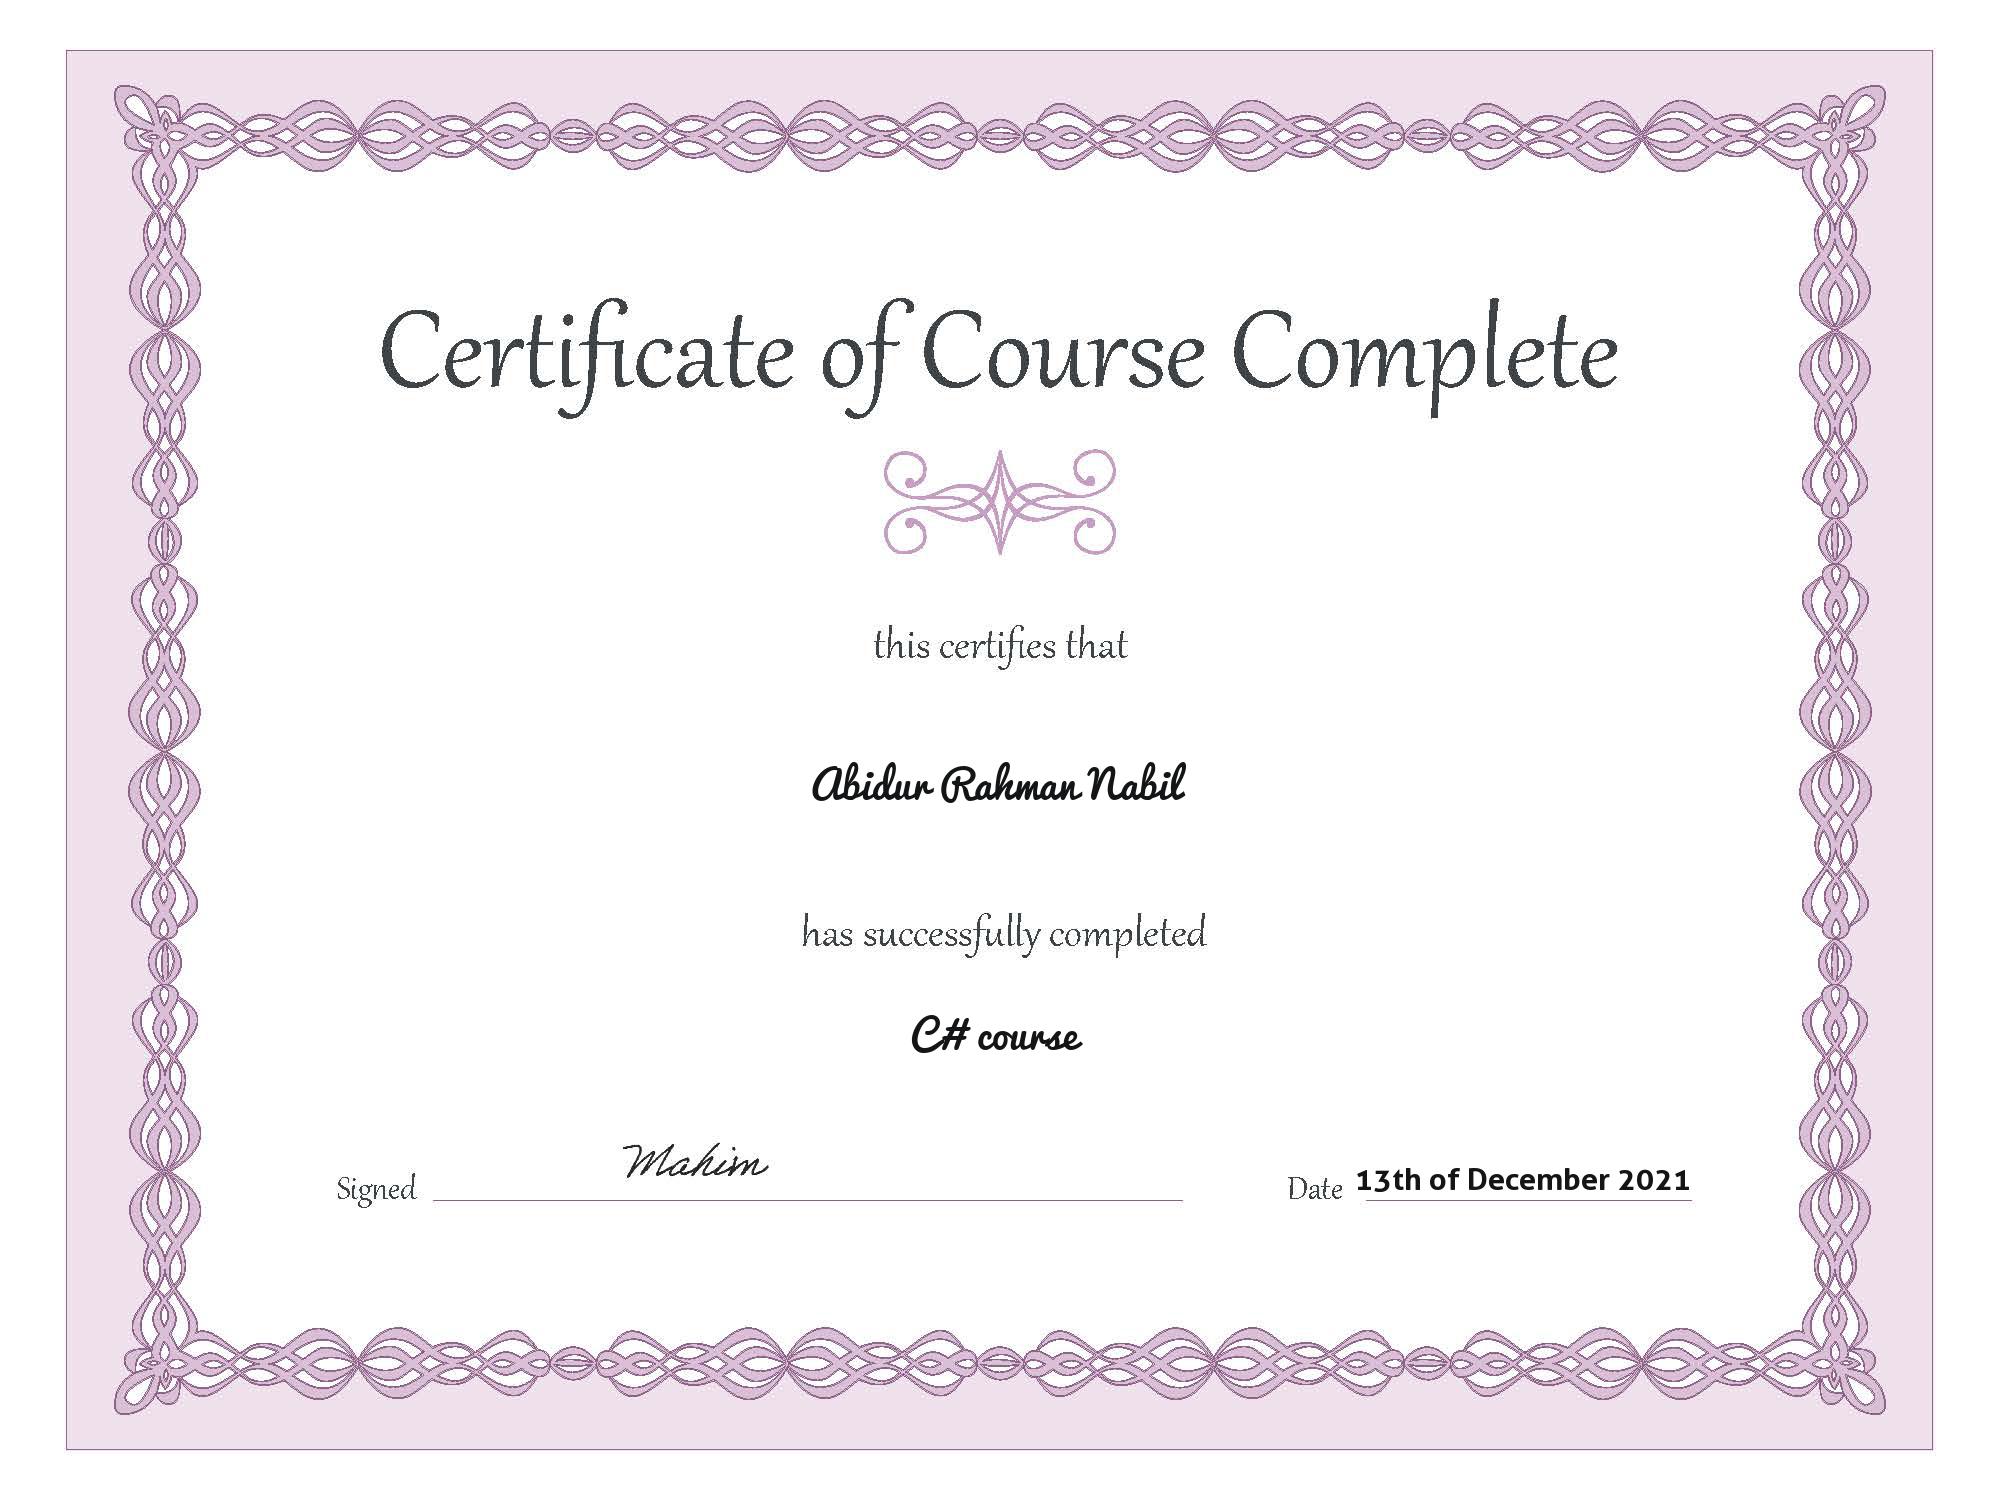 Certificate of Course Complete
this certifies that
Abidur Rahman Nabil
has successfully completed
C# course
Signed Mahim Date 13th of December 2021